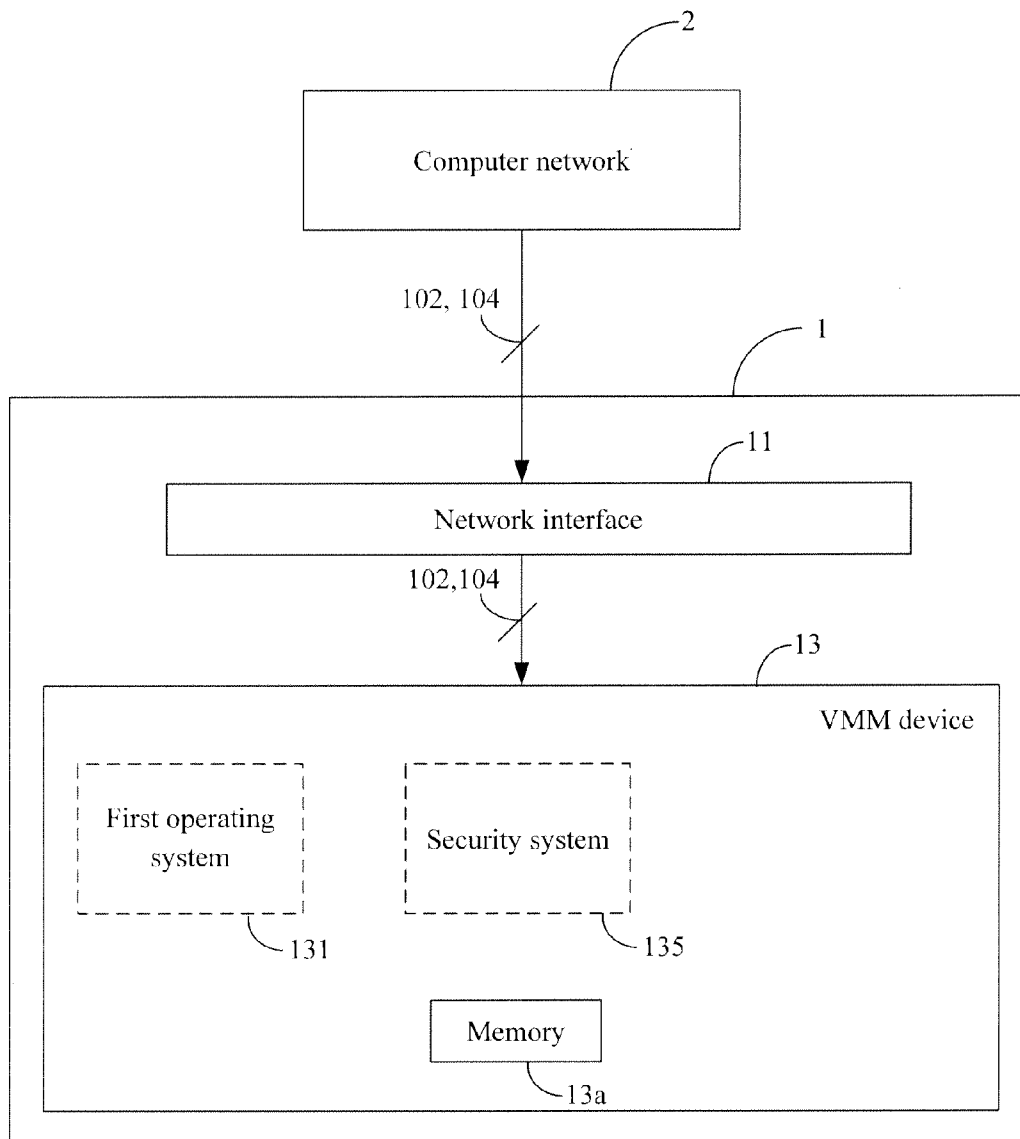 2
Computer network
102, 104
1
11
Network interface
102,104
13
VMM device
First operating
system
Security system
131
135
Memory
13a